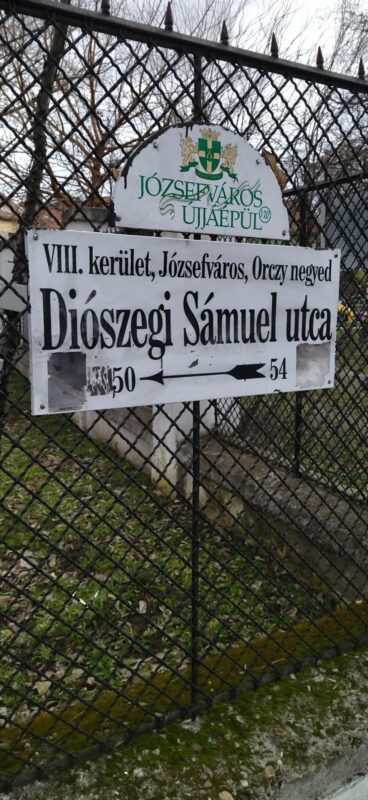 JÓZSEFVÁROS
ÚJJÁÉPÜL
VIII. kerület, Józsefváros, Orczy negyed
Diószegi Sámuel utca
50 54